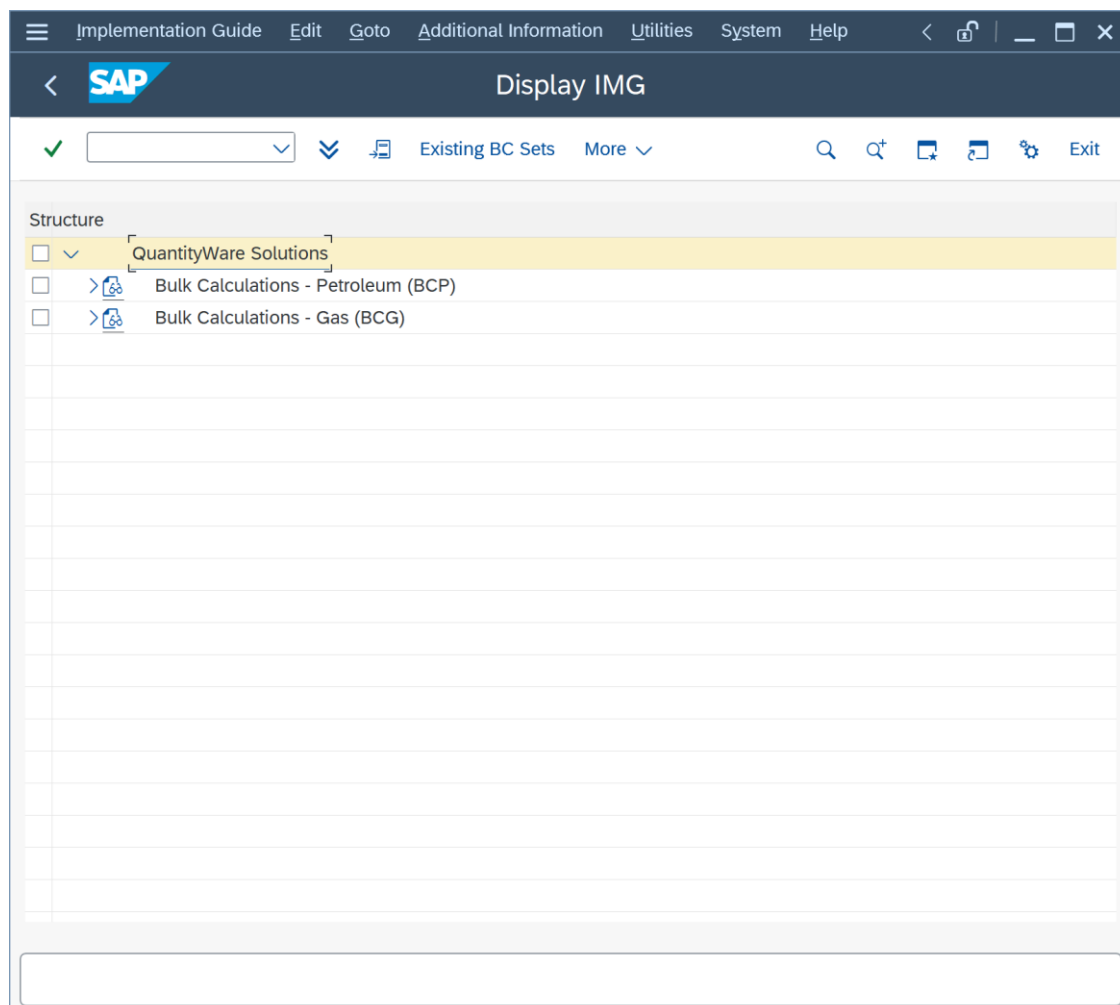 Implementation Guide Edit Goto Additional Information Utilities System Help
SAP Display IMG
Existing BC Sets More Exit
Structure
QuantityWare Solutions
Bulk Calculations - Petroleum (BCP)
Bulk Calculations - Gas (BCG)